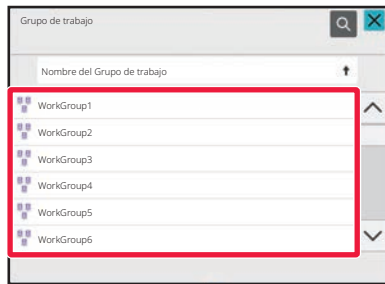 Grupo de trabajo
Nombre del Grupo de trabajo
WorkGroup1
WorkGroup2
WorkGroup3
WorkGroup4
WorkGroup5
WorkGroup6